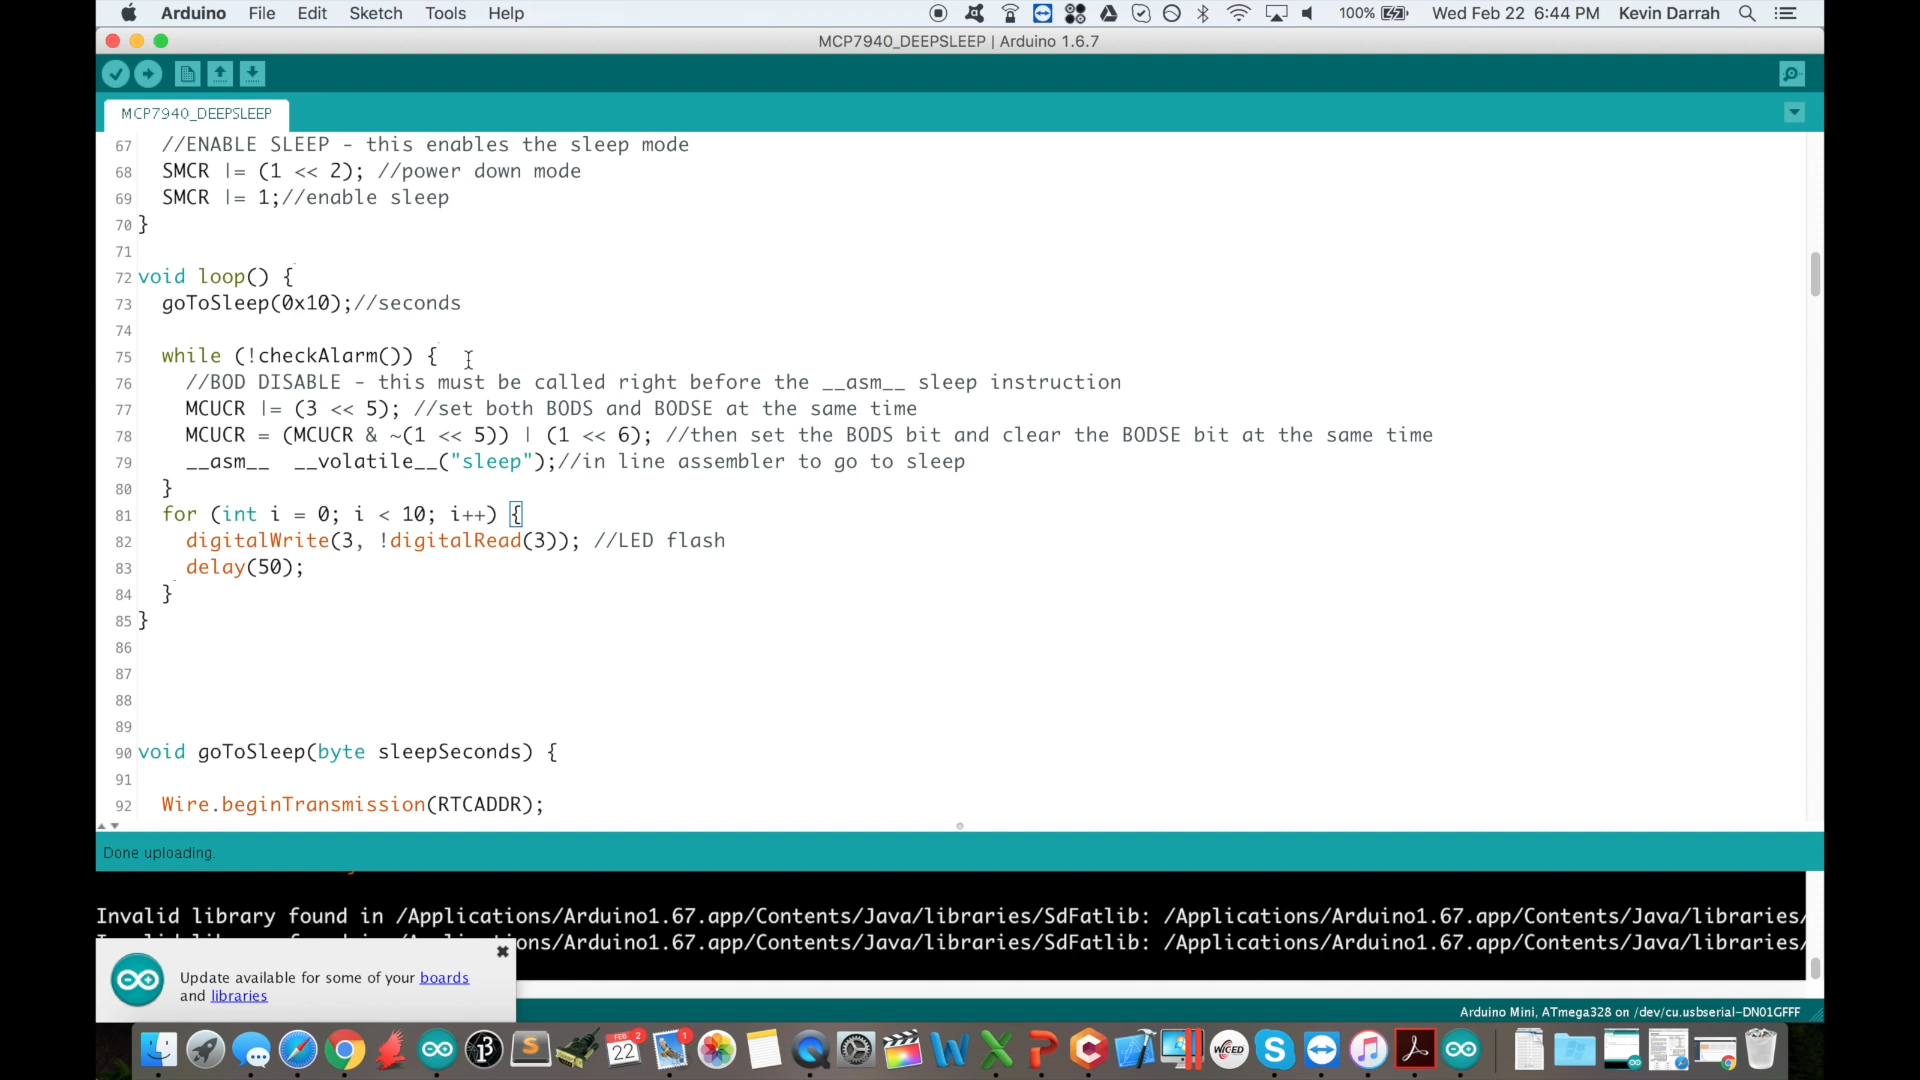 Arduino File Edit Sketch Tools Help 100% Wed Feb 22 6:44 PM Kevin Darrah
MCP7940_DEEPSLEEP | Arduino 1.6.7
MCP7940_DEEPSLEEP
67 //ENABLE SLEEP - this enables the sleep mode
68 SMCR |= (1 << 2); //power down mode
69 SMCR |= 1;//enable sleep
70 }
71
72 void loop() {
73 goToSleep(0x10);//seconds
74
75 while (!checkAlarm()) {
76 //BOD DISABLE - this must be called right before the __asm__ sleep instruction
77 MCUCR |= (3 << 5); //set both BODS and BODSE at the same time
78 MCUCR = (MCUCR & ~(1 << 5)) | (1 << 6); //then set the BODS bit and clear the BODSE bit at the same time
79 __asm__ __volatile__("sleep");//in line assembler to go to sleep
80 }
81 for (int i = 0; i < 10; i++) {
82 digitalWrite(3, !digitalRead(3)); //LED flash
83 delay(50);
84 }
85 }
86
87
88
89
90 void goToSleep(byte sleepSeconds) {
91
92 Wire.beginTransmission(RTCADDR);
Done uploading.
Invalid library found in /Applications/Arduino1.67.app/Contents/Java/libraries/SdFatlib: /Applications/Arduino1.67.app/Contents/Java/libraries/
/Applications/Arduino1.67.app/Contents/Java/libraries/SdFatlib: /Applications/Arduino1.67.app/Contents/Java/libraries/
Update available for some of your boards
and libraries
Arduino Mini, ATmega328 on /dev/cu.usbserial-DN01GFFF
FEB 2 1
22 WICED